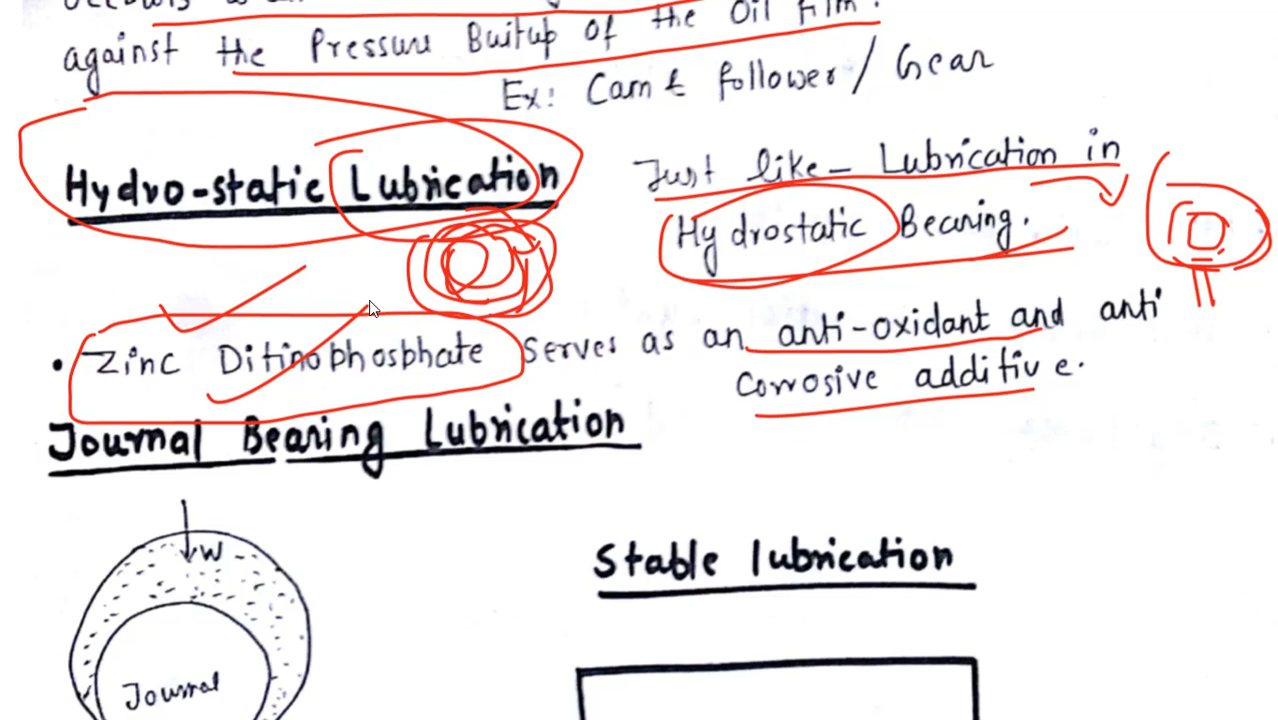 against the Pressure Buitup of the Oil film.
Ex: Cam & follower / Gear
Hydro-static Lubrication
Just like - Lubrication in
Hydrostatic Bearing.
• Zinc Ditinophosphate serves as an anti-oxidant and anti
Corrosive additive.
Journal Bearing Lubrication
W
Stable lubrication
Journal